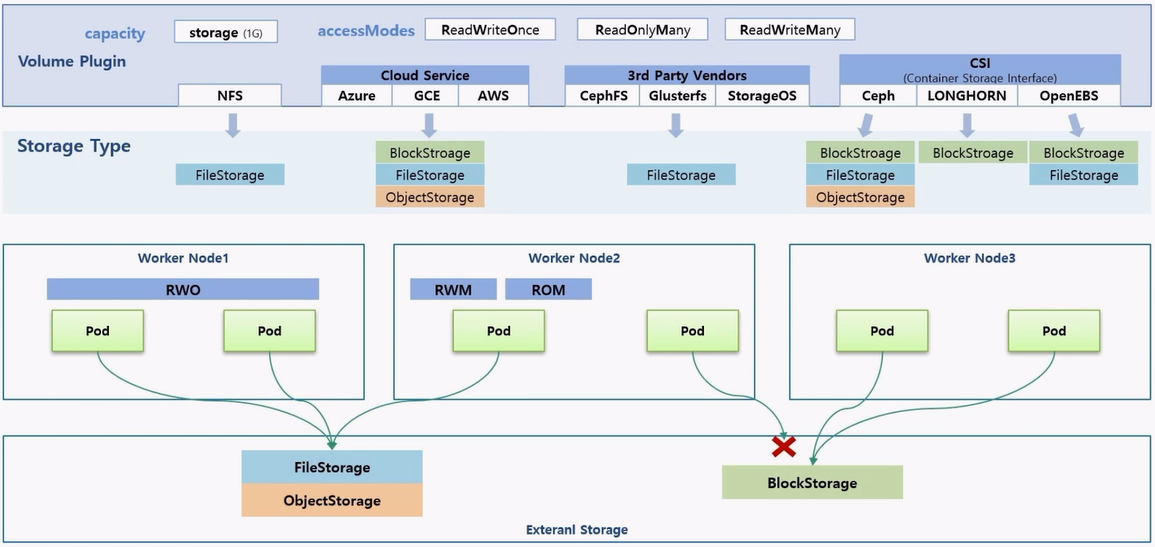 capacity
storage (1G)
accessModes
ReadWriteOnce
ReadOnlyMany
ReadWriteMany
Volume Plugin
NFS
Cloud Service
Azure
GCE
AWS
3rd Party Vendors
CephFS
Glusterfs
StorageOS
CSI
(Container Storage Interface)
Ceph
LONGHORN
OpenEBS
Storage Type
FileStorage
BlockStroage
FileStorage
ObjectStorage
FileStorage
BlockStroage
FileStorage
ObjectStorage
BlockStroage
BlockStroage
FileStorage
Worker Node1
RWO
Pod
Pod
Worker Node2
RWM
ROM
Pod
Pod
Worker Node3
Pod
Pod
FileStorage
ObjectStorage
BlockStorage
Exteranl Storage